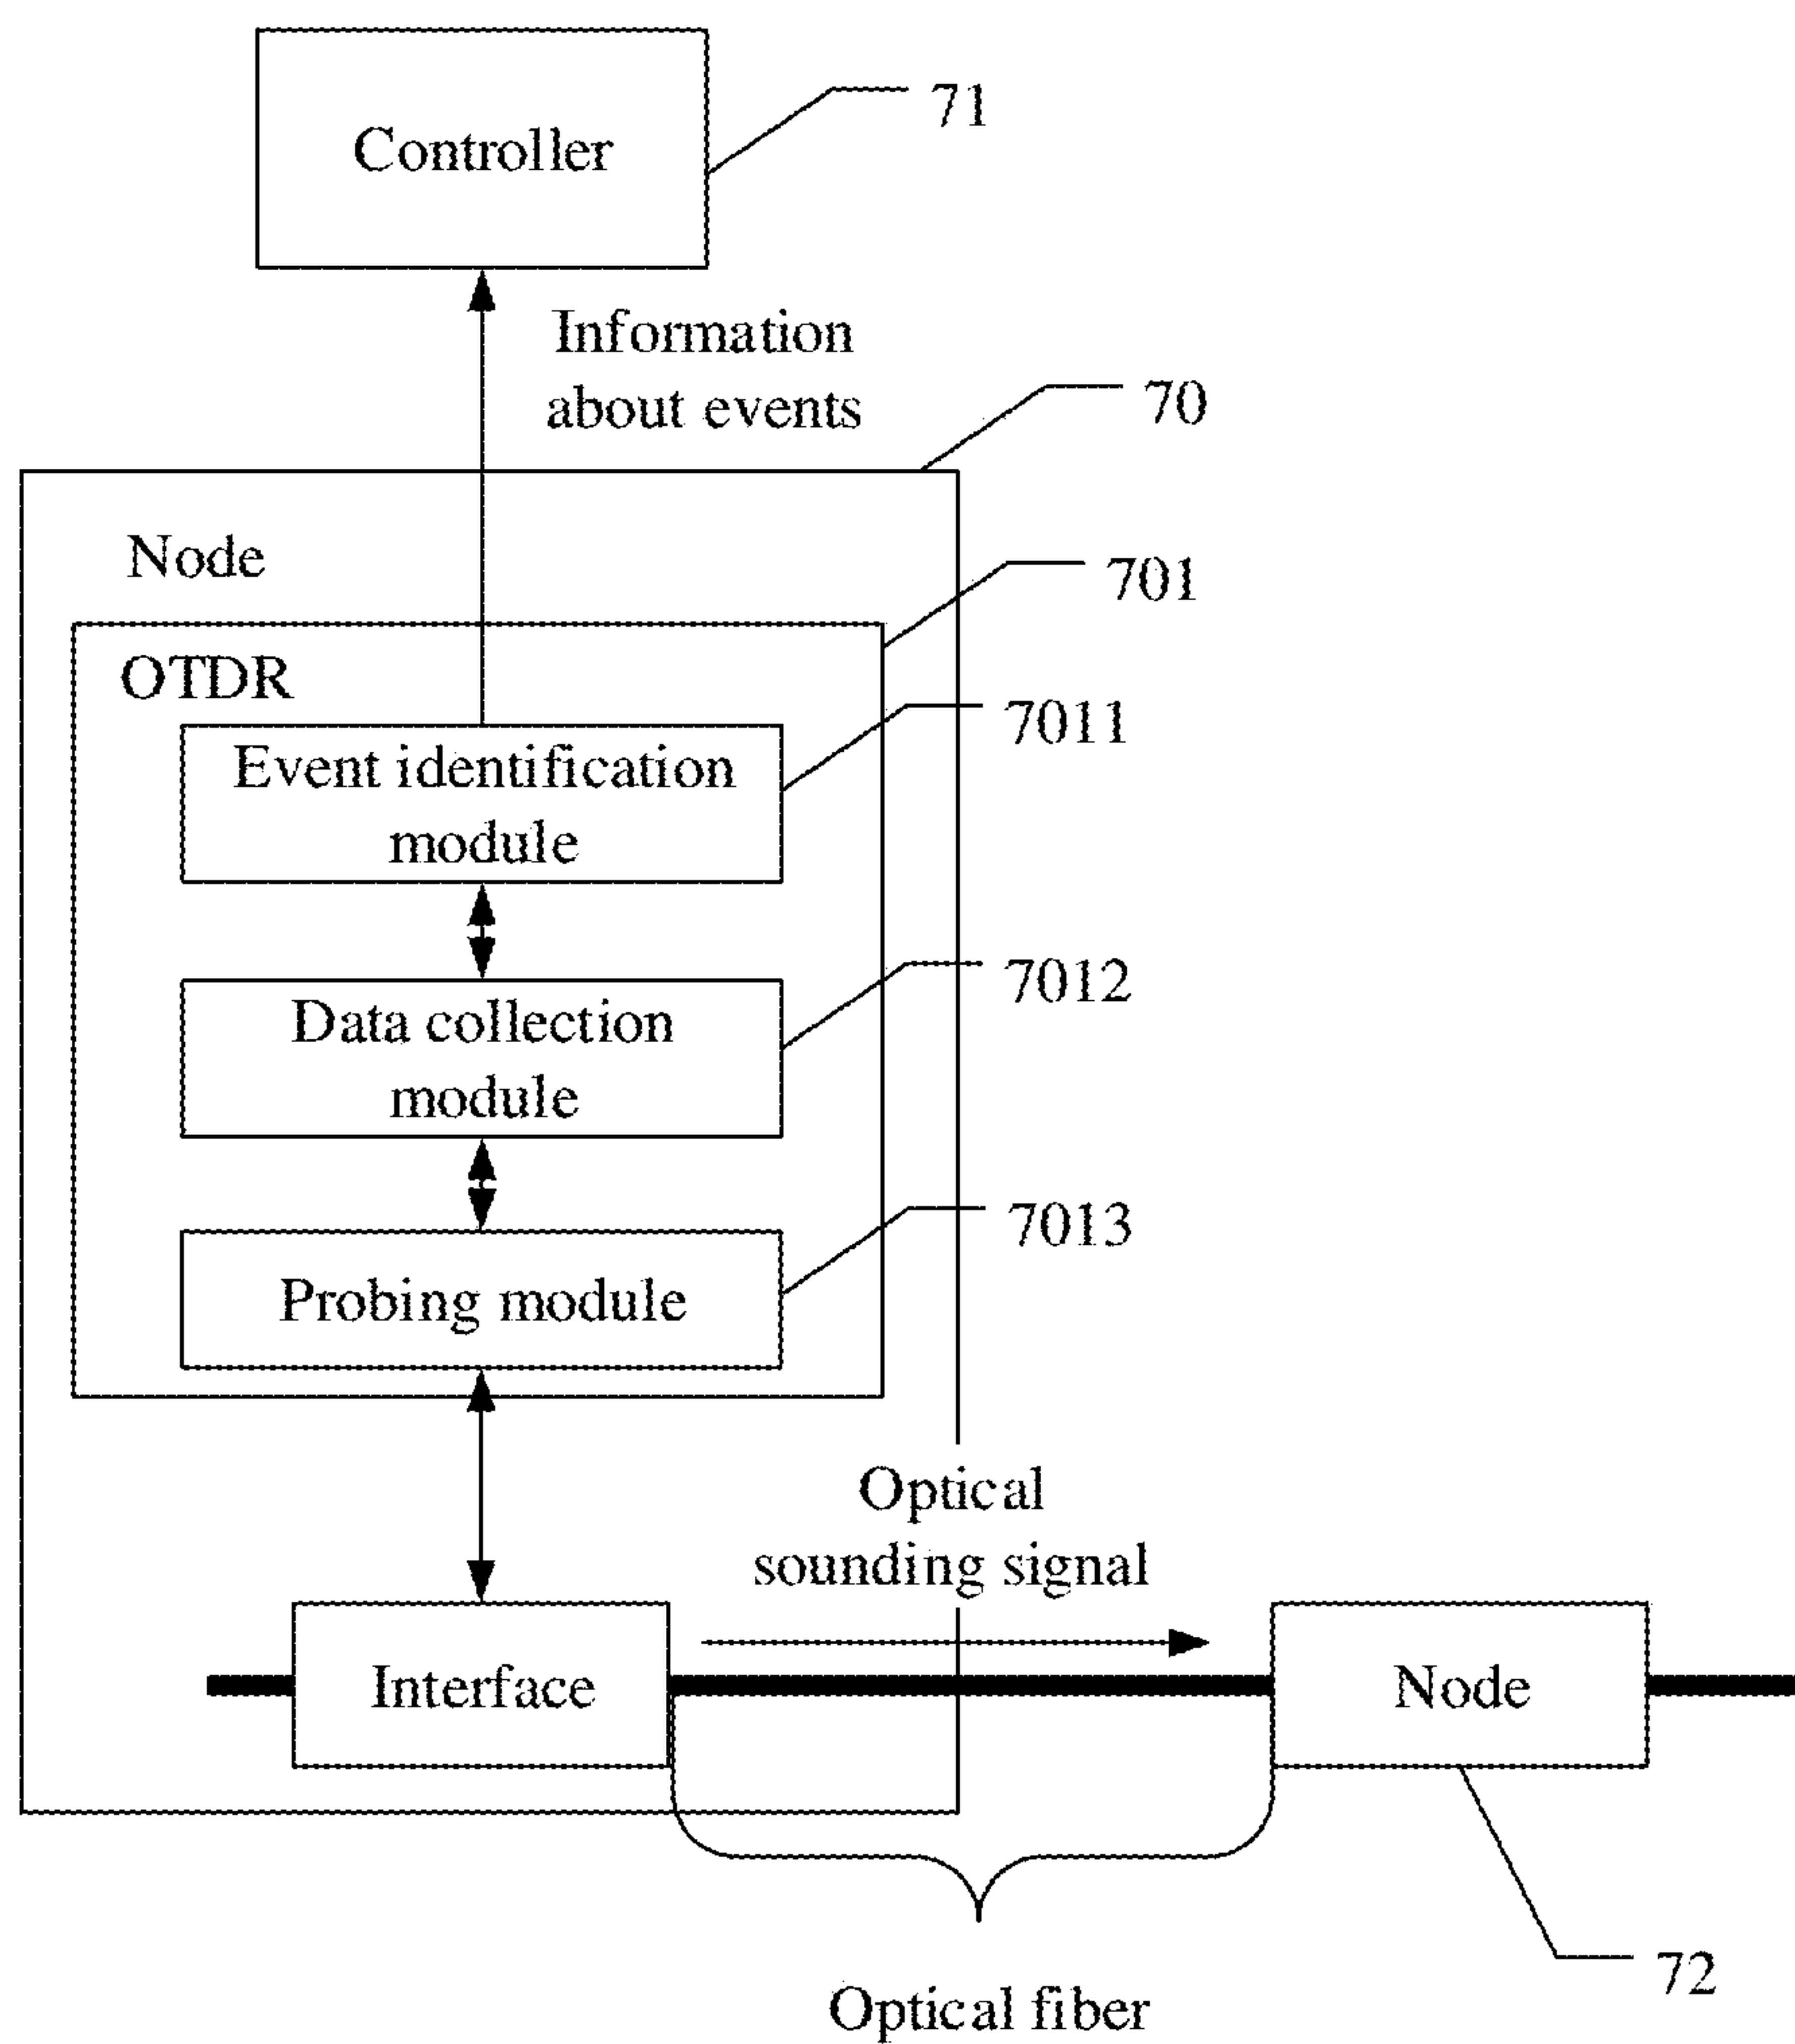 Controller
71
Information
about events
70
Node
701
OTDR
7011
Event identification
module
7012
Data collection
module
7013
Probing module
Optical
sounding signal
Interface
Node
72
Optical fiber